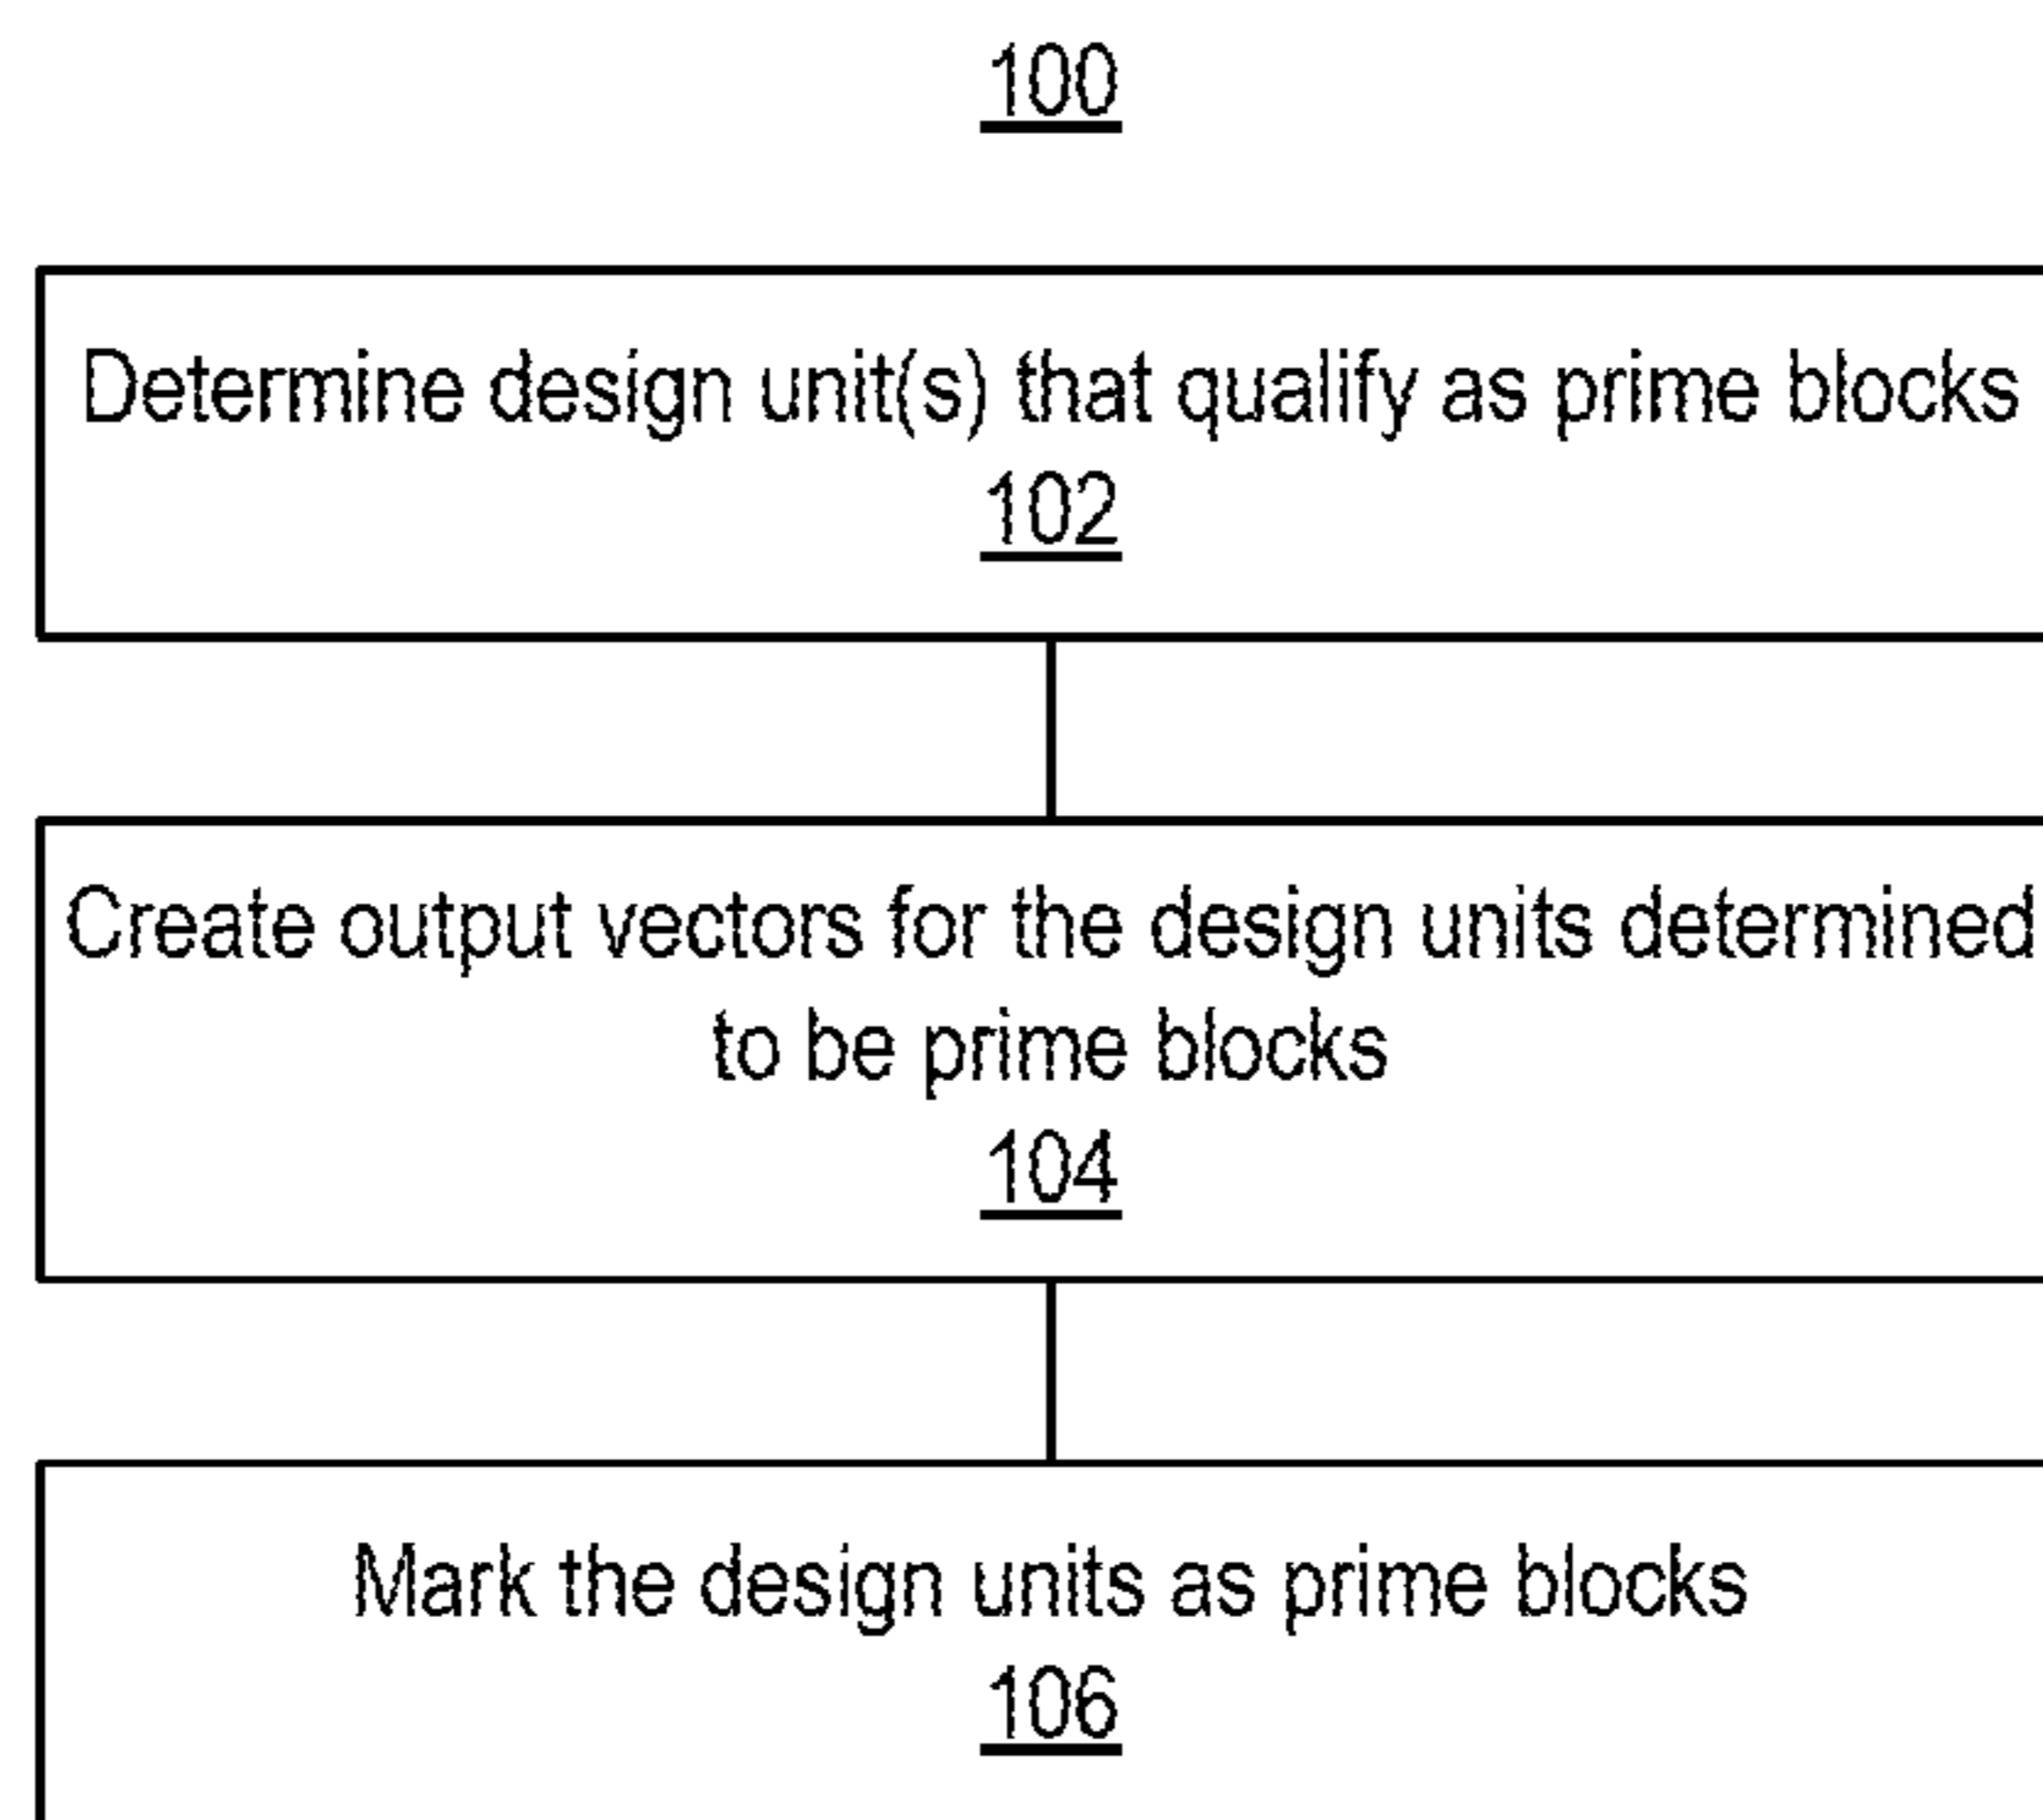 100
Determine design unit(s) that qualify as prime blocks
102
Create output vectors for the design units determined
to be prime blocks
104
Mark the design units as prime blocks
106